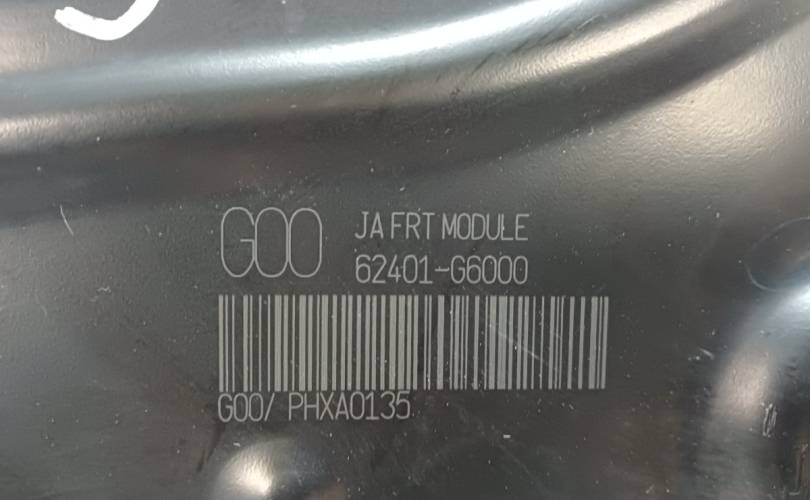 G00
JA FRT MODULE
62401-G6000
G00/ PHXA0135